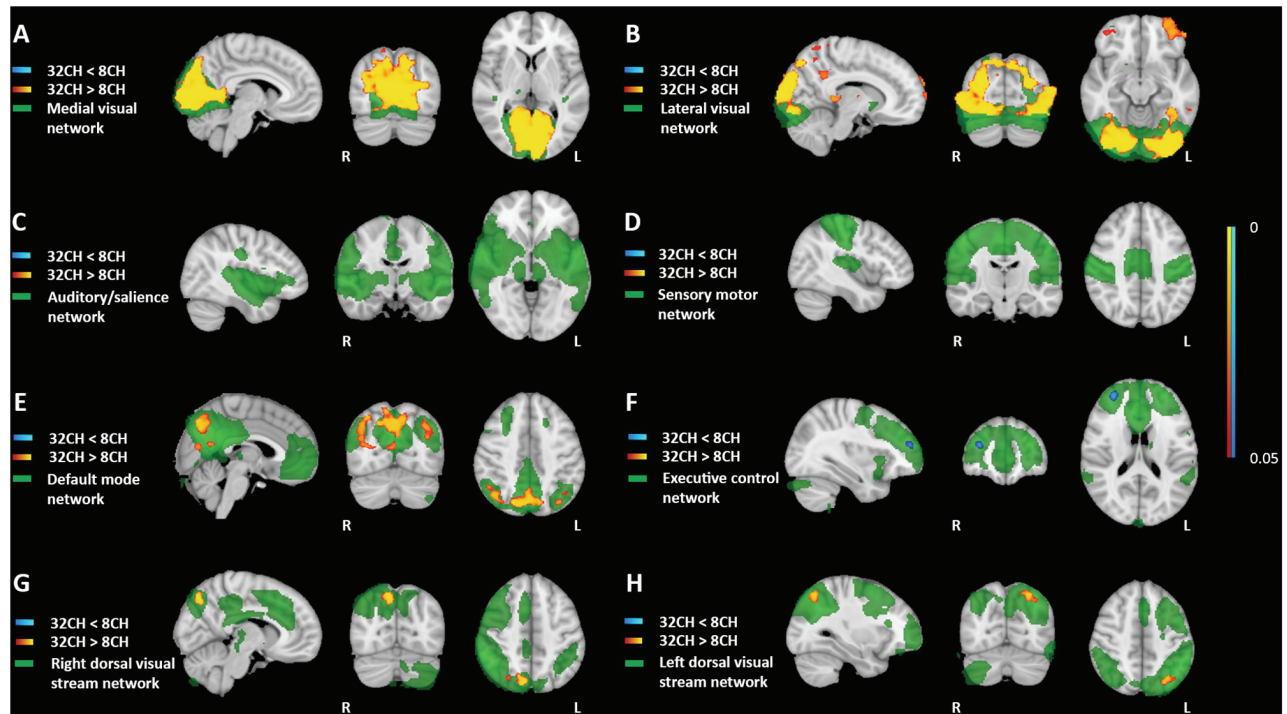 A
32CH < 8CH
32CH > 8CH
Medial visual
network
R
L
B
32CH < 8CH
32CH > 8CH
Lateral visual
network
R
L
C
32CH < 8CH
32CH > 8CH
Auditory/salience
network
R
L
D
32CH < 8CH
32CH > 8CH
Sensory motor
network
R
L
0
0.05
E
32CH < 8CH
32CH > 8CH
Default mode
network
R
L
F
32CH < 8CH
32CH > 8CH
Executive control
network
R
L
G
32CH < 8CH
32CH > 8CH
Right dorsal visual
stream network
R
L
H
32CH < 8CH
32CH > 8CH
Left dorsal visual
stream network
R
L